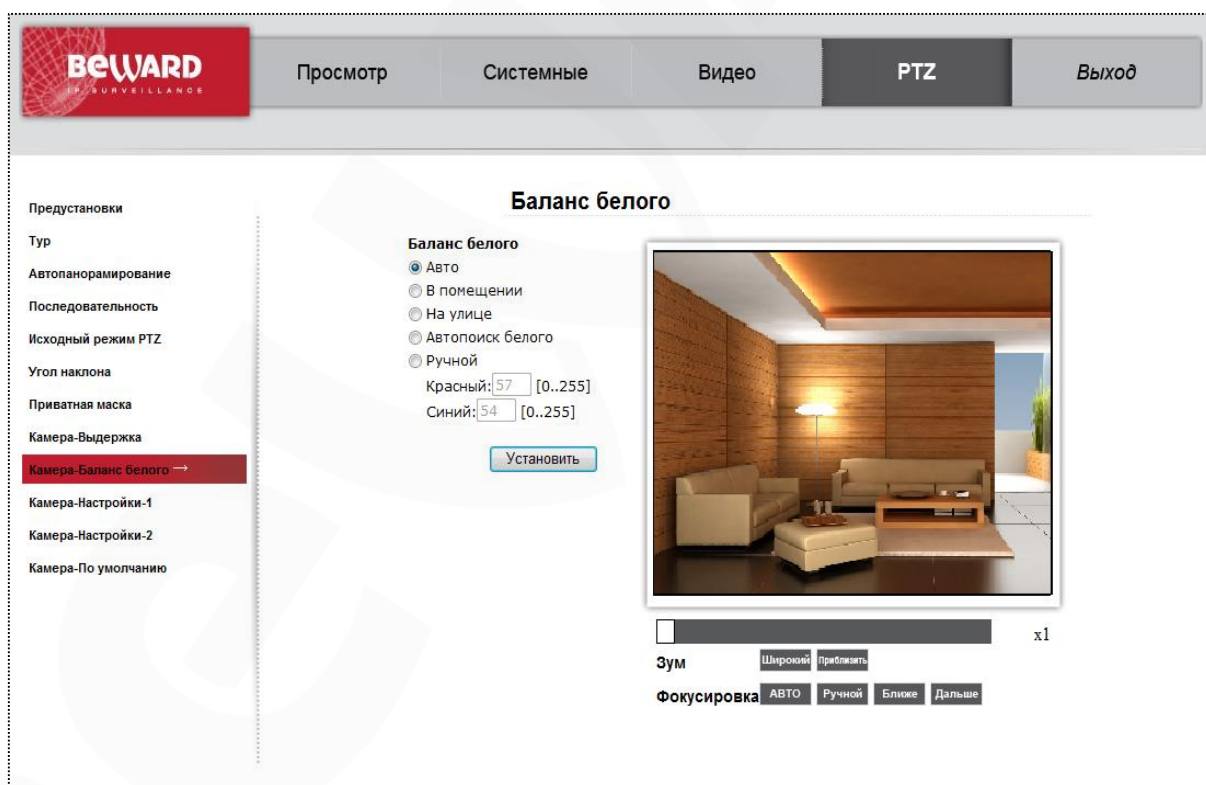 BEWARD
IP SURVEILLANCE
Просмотр
Системные
Видео
PTZ
Выход
Предустановки
Тур
Автопанорамирование
Последовательность
Исходный режим PTZ
Угол наклона
Приватная маска
Камера-Выдержка
Камера-Баланс белого →
Камера-Настройки-1
Камера-Настройки-2
Камера-По умолчанию
Баланс белого
Баланс белого
Авто
В помещении
На улице
Автопоиск белого
Ручной
Красный: 57 [0..255]
Синий: 54 [0..255]
Установить
x1
Зум Широкий Приблизить
Фокусировка АВТО Ручной Ближе Дальше